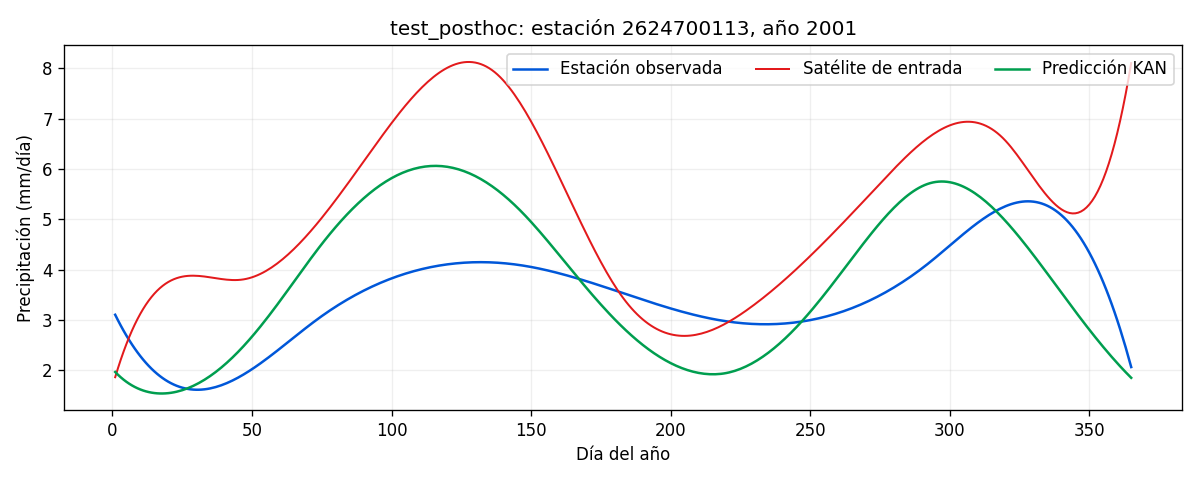 test_posthoc: estación 2624700113, año 2001
Estación observada
Satélite de entrada
Predicción KAN
Precipitación (mm/día)
8
7
6
5
4
3
2
0
50
100
150
200
250
300
350
Día del año